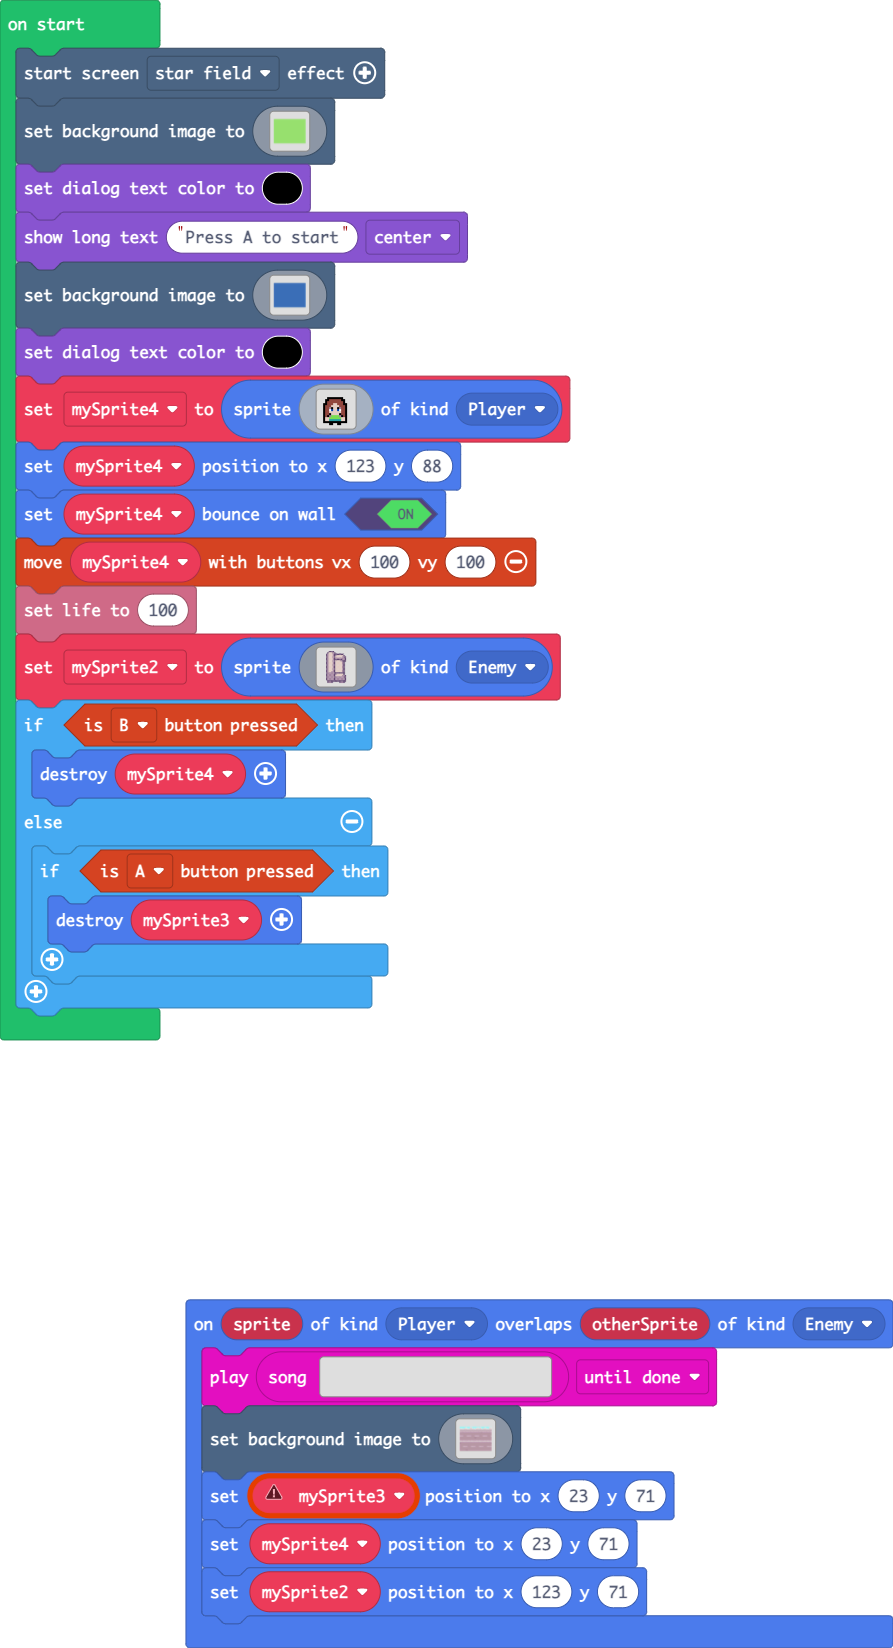 on start
start screen star field effect
set background image to
set dialog text color to
show long text "Press A to start" center
set background image to
set dialog text color to
set mySprite4 to sprite of kind Player
set mySprite4 position to x 123 y 88
set mySprite4 bounce on wall ON
move mySprite4 with buttons vx 100 vy 100
set life to 100
set mySprite2 to sprite of kind Enemy
if is B button pressed then
destroy mySprite4
else
if is A button pressed then
destroy mySprite3
on sprite of kind Player overlaps otherSprite of kind Enemy
play song until done
set background image to
set mySprite3 position to x 23 y 71
set mySprite4 position to x 23 y 71
set mySprite2 position to x 123 y 71